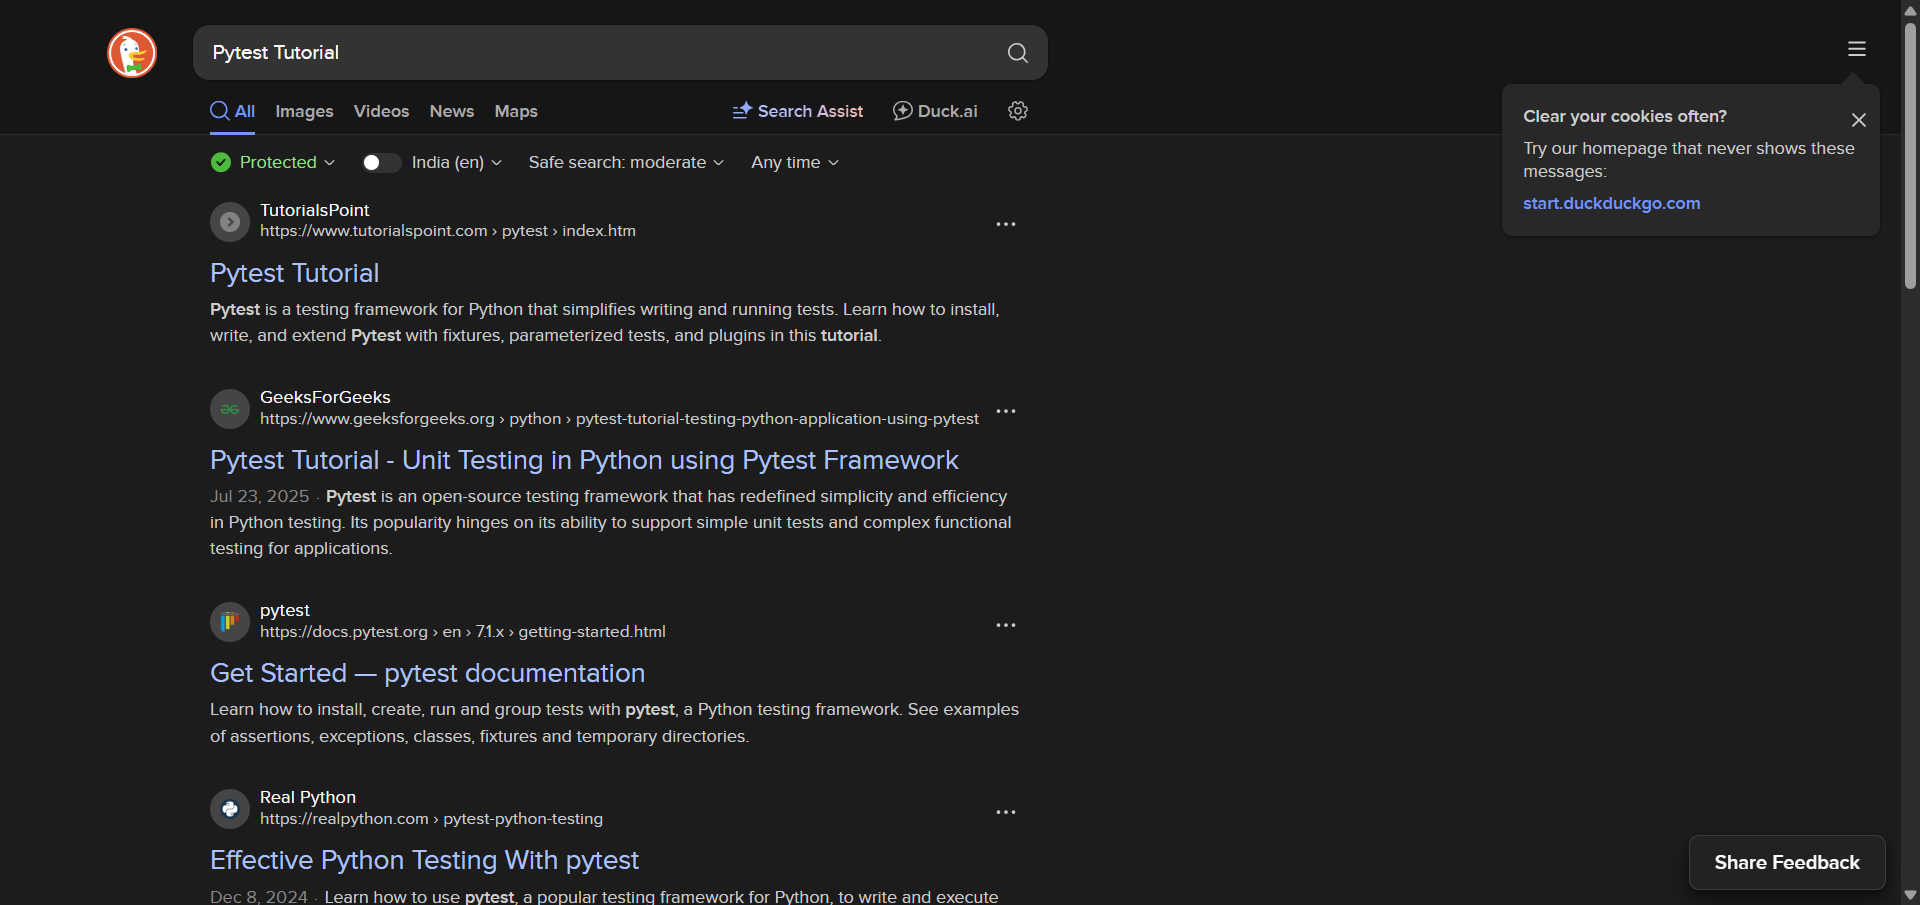 Pytest Tutorial
All
Images
Videos
News
Maps
Search Assist
Duck.ai
Clear your cookies often?
Try our homepage that never shows these
messages:
start.duckduckgo.com
Protected
India (en)
Safe search: moderate
Any time
TutorialsPoint
https://www.tutorialspoint.com › pytest › index.htm
Pytest Tutorial
Pytest is a testing framework for Python that simplifies writing and running tests. Learn how to install,
write, and extend Pytest with fixtures, parameterized tests, and plugins in this tutorial.
GeeksForGeeks
https://www.geeksforgeeks.org › python › pytest-tutorial-testing-python-application-using-pytest
Pytest Tutorial - Unit Testing in Python using Pytest Framework
Jul 23, 2025 · Pytest is an open-source testing framework that has redefined simplicity and efficiency
in Python testing. Its popularity hinges on its ability to support simple unit tests and complex functional
testing for applications.
pytest
https://docs.pytest.org › en › 7.1.x › getting-started.html
Get Started — pytest documentation
Learn how to install, create, run and group tests with pytest, a Python testing framework. See examples
of assertions, exceptions, classes, fixtures and temporary directories.
Real Python
https://realpython.com › pytest-python-testing
Effective Python Testing With pytest
Dec 8, 2024 · Learn how to use pytest, a popular testing framework for Python, to write and execute
Share Feedback